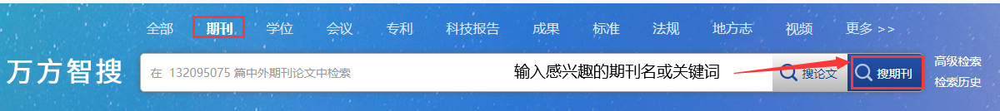 全部 期刊 学位 会议 专利 科技报告 成果 标准 法规 地方志 视频 更多 >>
万方智搜
在 132095075 篇中外期刊论文中检索 输入感兴趣的期刊名或关键词 搜论文 搜期刊
高级检索
检索历史